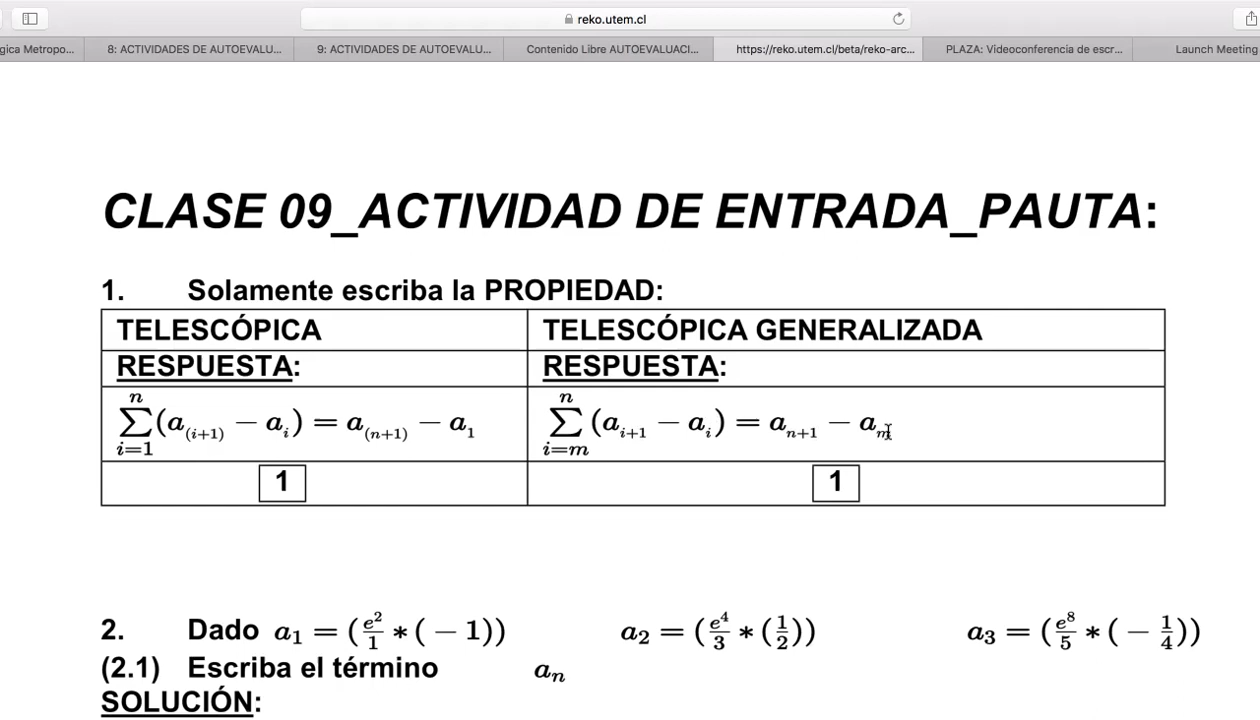 reko.utem.cl
gica Metropo... 8: ACTIVIDADES DE AUTOEVALU... 9: ACTIVIDADES DE AUTOEVALU... Contenido Libre AUTOEVALUACI... https://reko.utem.cl/beta/reko-arc... PLAZA: Videoconferencia de escr... Launch Meeting
CLASE 09_ACTIVIDAD DE ENTRADA_PAUTA:
1. Solamente escriba la PROPIEDAD:
TELESCÓPICA TELESCÓPICA GENERALIZADA
RESPUESTA: RESPUESTA:
∑_{i=1}^{n} (a_{(i+1)} − a_i) = a_{(n+1)} − a_1 ∑_{i=m}^{n} (a_{i+1} − a_i) = a_{n+1} − a_m
1 1
2. Dado a_1 = (e^2/1 * (−1)) a_2 = (e^4/3 * (1/2)) a_3 = (e^8/5 * (−1/4))
(2.1) Escriba el término a_n
SOLUCIÓN: